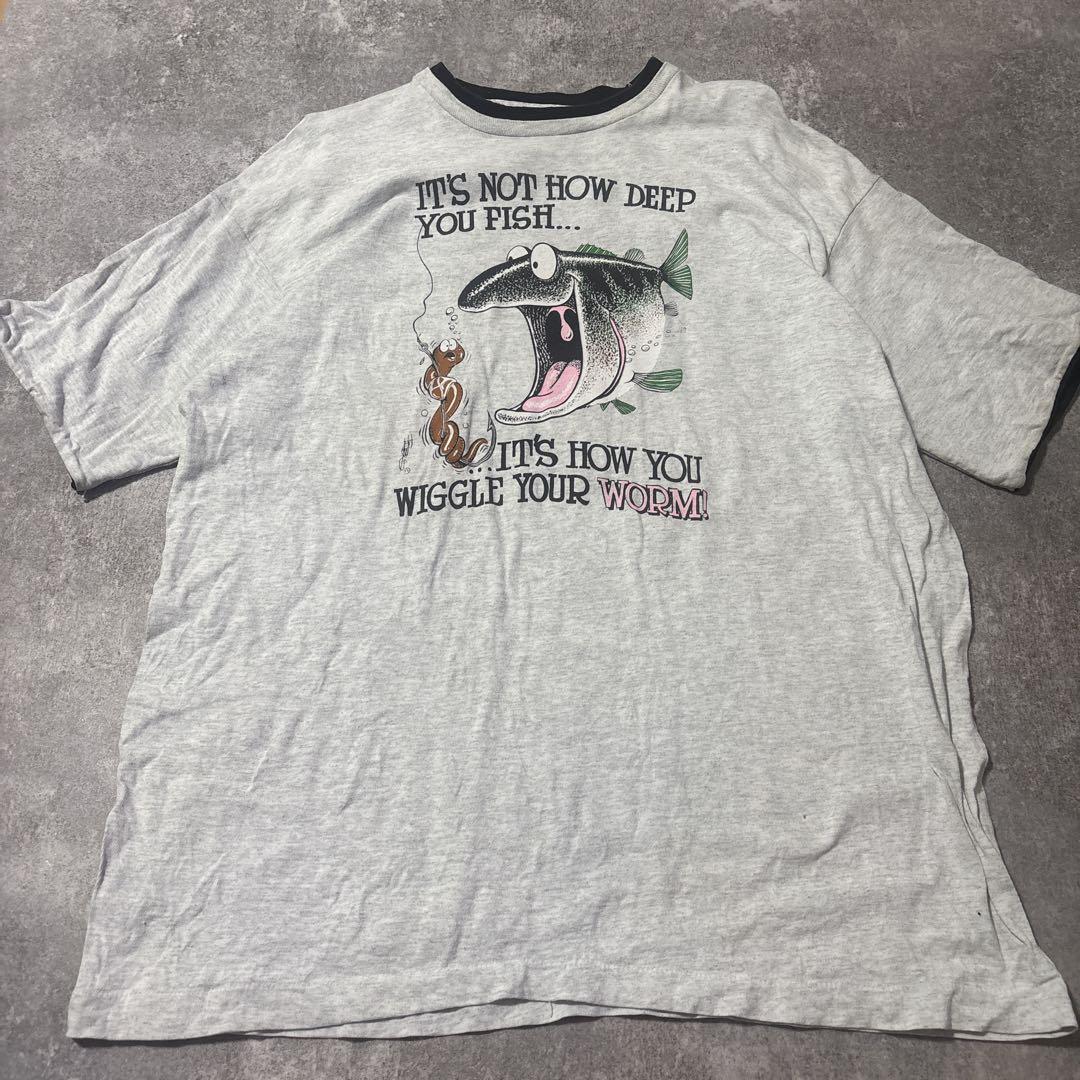 IT'S NOT HOW DEEP
YOU FISH...
...IT'S HOW YOU
WIGGLE YOUR WORM!